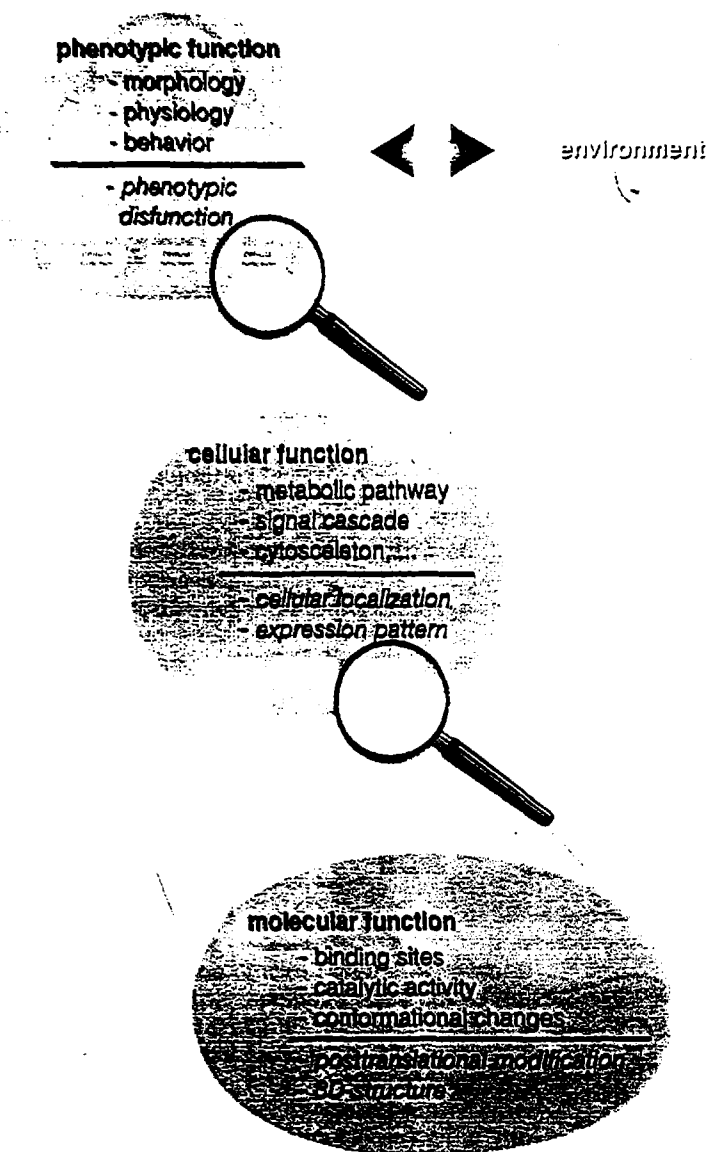 phenotypic function
- morphology
- physiology
- behavior
- phenotypic
disfunction
environment
cellular function
- metabolic pathway
- signal cascade
- cytosceleton....
- cellular localization
- expression pattern
molecular function
- binding sites
- catalytic activity
- conformational changes
- posttranslational modification
- 3D-structure